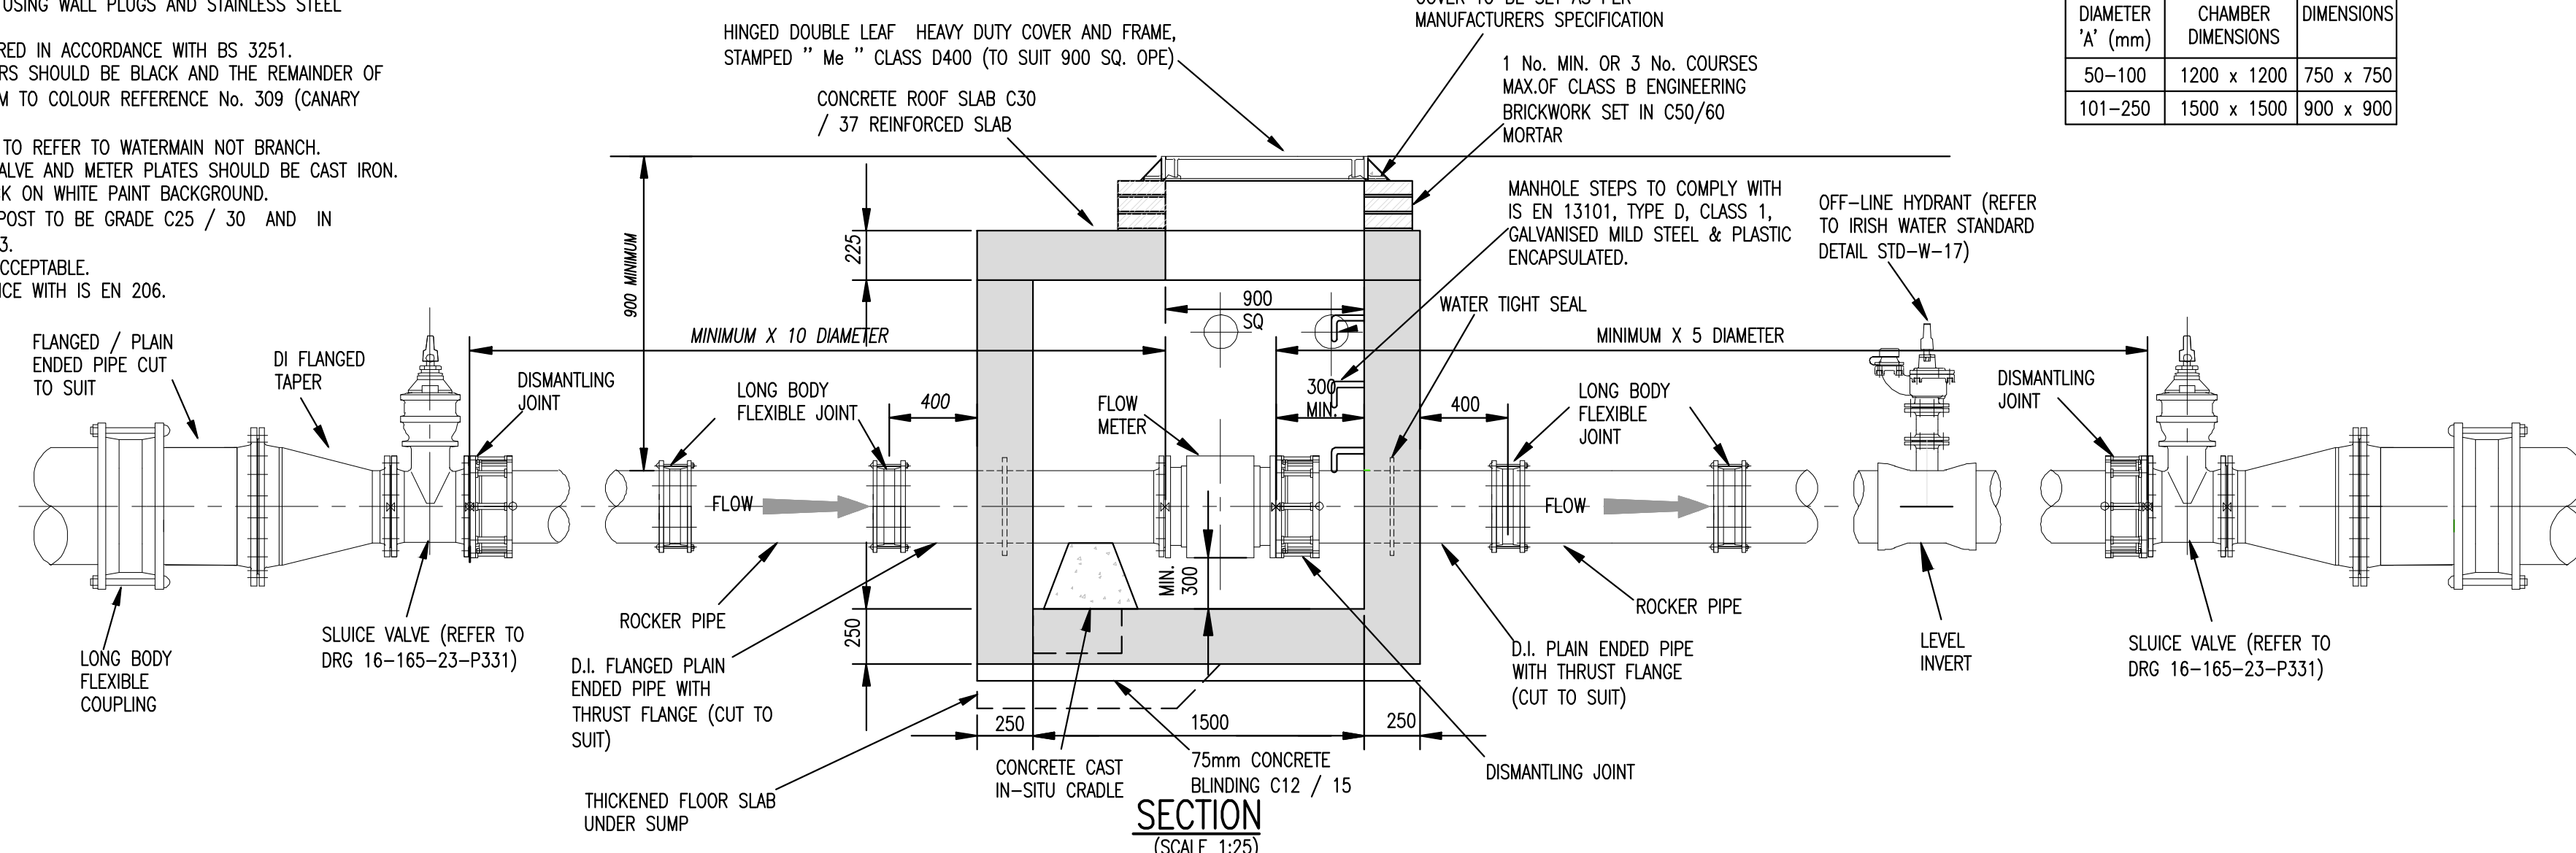 USING WALL PLUGS AND STAINLESS STEEL
RED IN ACCORDANCE WITH BS 3251.
RS SHOULD BE BLACK AND THE REMAINDER OF
M TO COLOUR REFERENCE No. 309 (CANARY
TO REFER TO WATERMAIN NOT BRANCH.
ALVE AND METER PLATES SHOULD BE CAST IRON.
CK ON WHITE PAINT BACKGROUND.
POST TO BE GRADE C25 / 30 AND IN
3.
CCEPTABLE.
NCE WITH IS EN 206.
HINGED DOUBLE LEAF HEAVY DUTY COVER AND FRAME,
STAMPED " Me " CLASS D400 (TO SUIT 900 SQ. OPE)
CONCRETE ROOF SLAB C30
/ 37 REINFORCED SLAB
COVER TO BE SET AS PER
MANUFACTURERS SPECIFICATION
1 No. MIN. OR 3 No. COURSES
MAX.OF CLASS B ENGINEERING
BRICKWORK SET IN C50/60
MORTAR
DIAMETER
'A' (mm)
CHAMBER
DIMENSIONS
DIMENSIONS
50-100 1200 x 1200 750 x 750
101-250 1500 x 1500 900 x 900
MANHOLE STEPS TO COMPLY WITH
IS EN 13101, TYPE D, CLASS 1,
GALVANISED MILD STEEL & PLASTIC
ENCAPSULATED.
OFF-LINE HYDRANT (REFER
TO IRISH WATER STANDARD
DETAIL STD-W-17)
900 MINIMUM
225
900
SQ
WATER TIGHT SEAL
MINIMUM X 10 DIAMETER
MINIMUM X 5 DIAMETER
FLANGED / PLAIN
ENDED PIPE CUT
TO SUIT
DI FLANGED
TAPER
DISMANTLING
JOINT
LONG BODY
FLEXIBLE JOINT
400
FLOW
METER
300
MIN.
400
LONG BODY
FLEXIBLE
JOINT
DISMANTLING
JOINT
FLOW
FLOW
MIN.
300
250
LONG BODY
FLEXIBLE
COUPLING
SLUICE VALVE (REFER TO
DRG 16-165-23-P331)
ROCKER PIPE
D.I. FLANGED PLAIN
ENDED PIPE WITH
THRUST FLANGE (CUT TO
SUIT)
ROCKER PIPE
D.I. PLAIN ENDED PIPE
WITH THRUST FLANGE
(CUT TO SUIT)
LEVEL
INVERT
SLUICE VALVE (REFER TO
DRG 16-165-23-P331)
250
1500
250
THICKENED FLOOR SLAB
UNDER SUMP
CONCRETE CAST
IN-SITU CRADLE
75mm CONCRETE
BLINDING C12 / 15
DISMANTLING JOINT
SECTION
(SCALE 1:25)